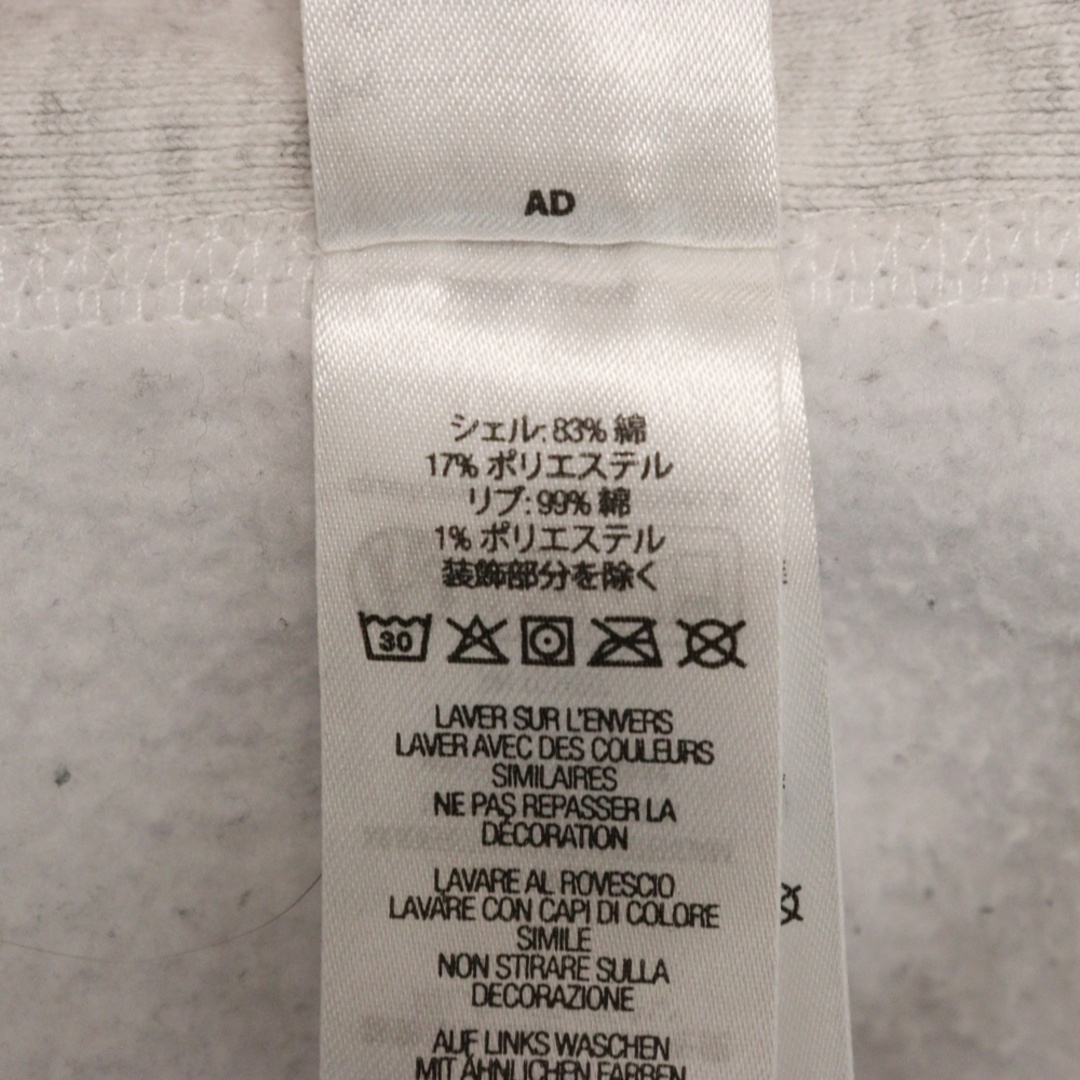 AD
シェル: 83% 綿
17% ポリエステル
リブ: 99% 綿
1% ポリエステル
装飾部分を除く
30
LAVER SUR L'ENVERS
LAVER AVEC DES COULEURS
SIMILAIRES
NE PAS REPASSER LA
DÉCORATION
LAVARE AL ROVESCIO
LAVARE CON CAPI DI COLORE
SIMILE
NON STIRARE SULLA
DECORAZIONE
AUF LINKS WASCHEN
MIT ÄHNLICHEN FARBEN